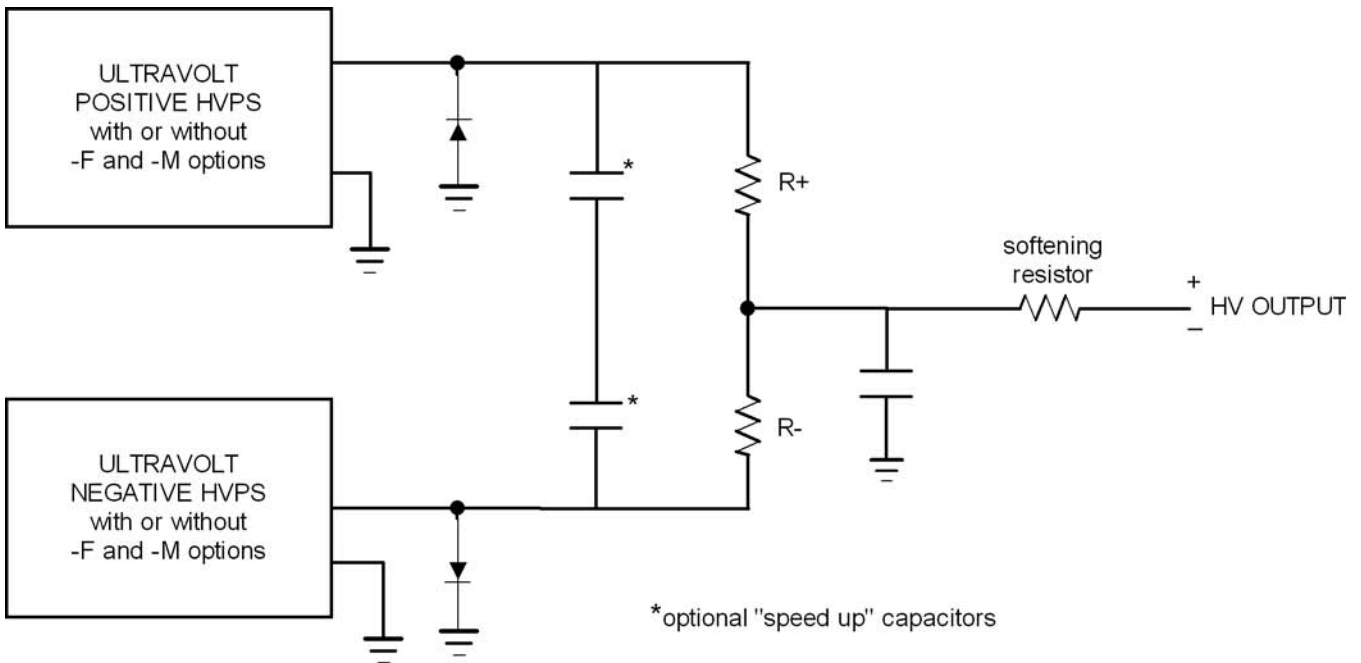 ULTRAVOLT
POSITIVE HVPS
with or without
-F and -M options
*
R+
softening
resistor
+
HV OUTPUT
–
*
R-
ULTRAVOLT
NEGATIVE HVPS
with or without
-F and -M options
*optional "speed up" capacitors